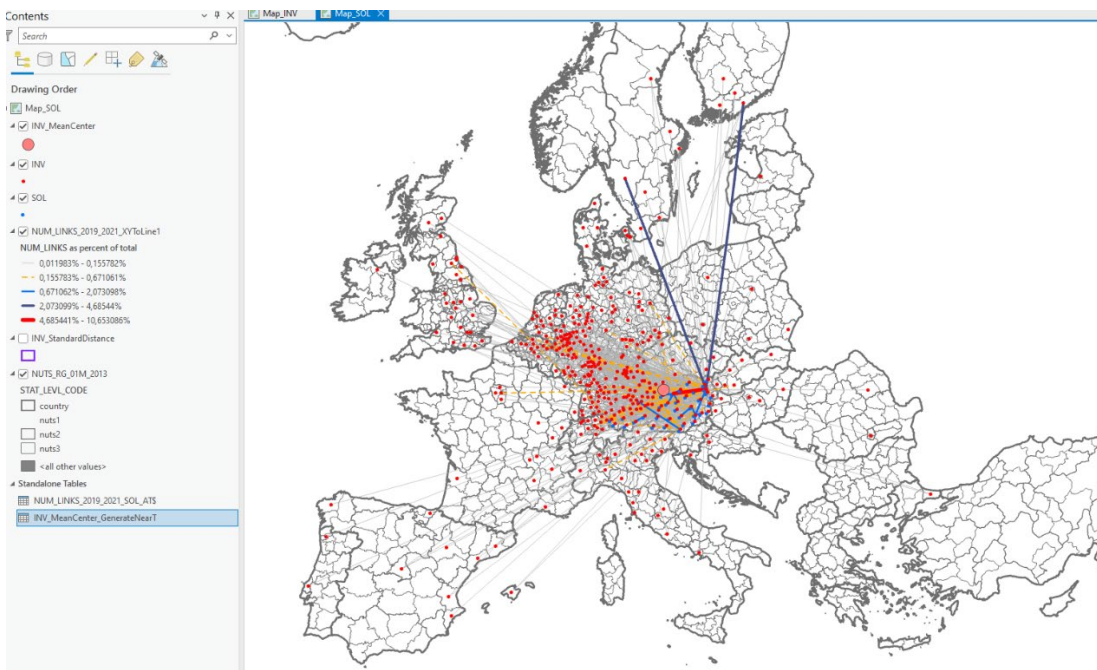 Contents
Map_INV
Map_SOL
Search
Drawing Order
Map_SOL
INV_MeanCenter
INV
SOL
NUM_LINKS_2019_2021_XYToLine1
NUM_LINKS as percent of total
0,011983% - 0,155782%
0,155783% - 0,671061%
0,671062% - 2,073098%
2,073099% - 4,68544%
4,685441% - 10,653086%
INV_StandardDistance
NUTS_RG_01M_2013
STAT_LEVL_CODE
country
nuts1
nuts2
nuts3
<all other values>
Standalone Tables
NUM_LINKS_2019_2021_SOL_AT$
INV_MeanCenter_GenerateNearT